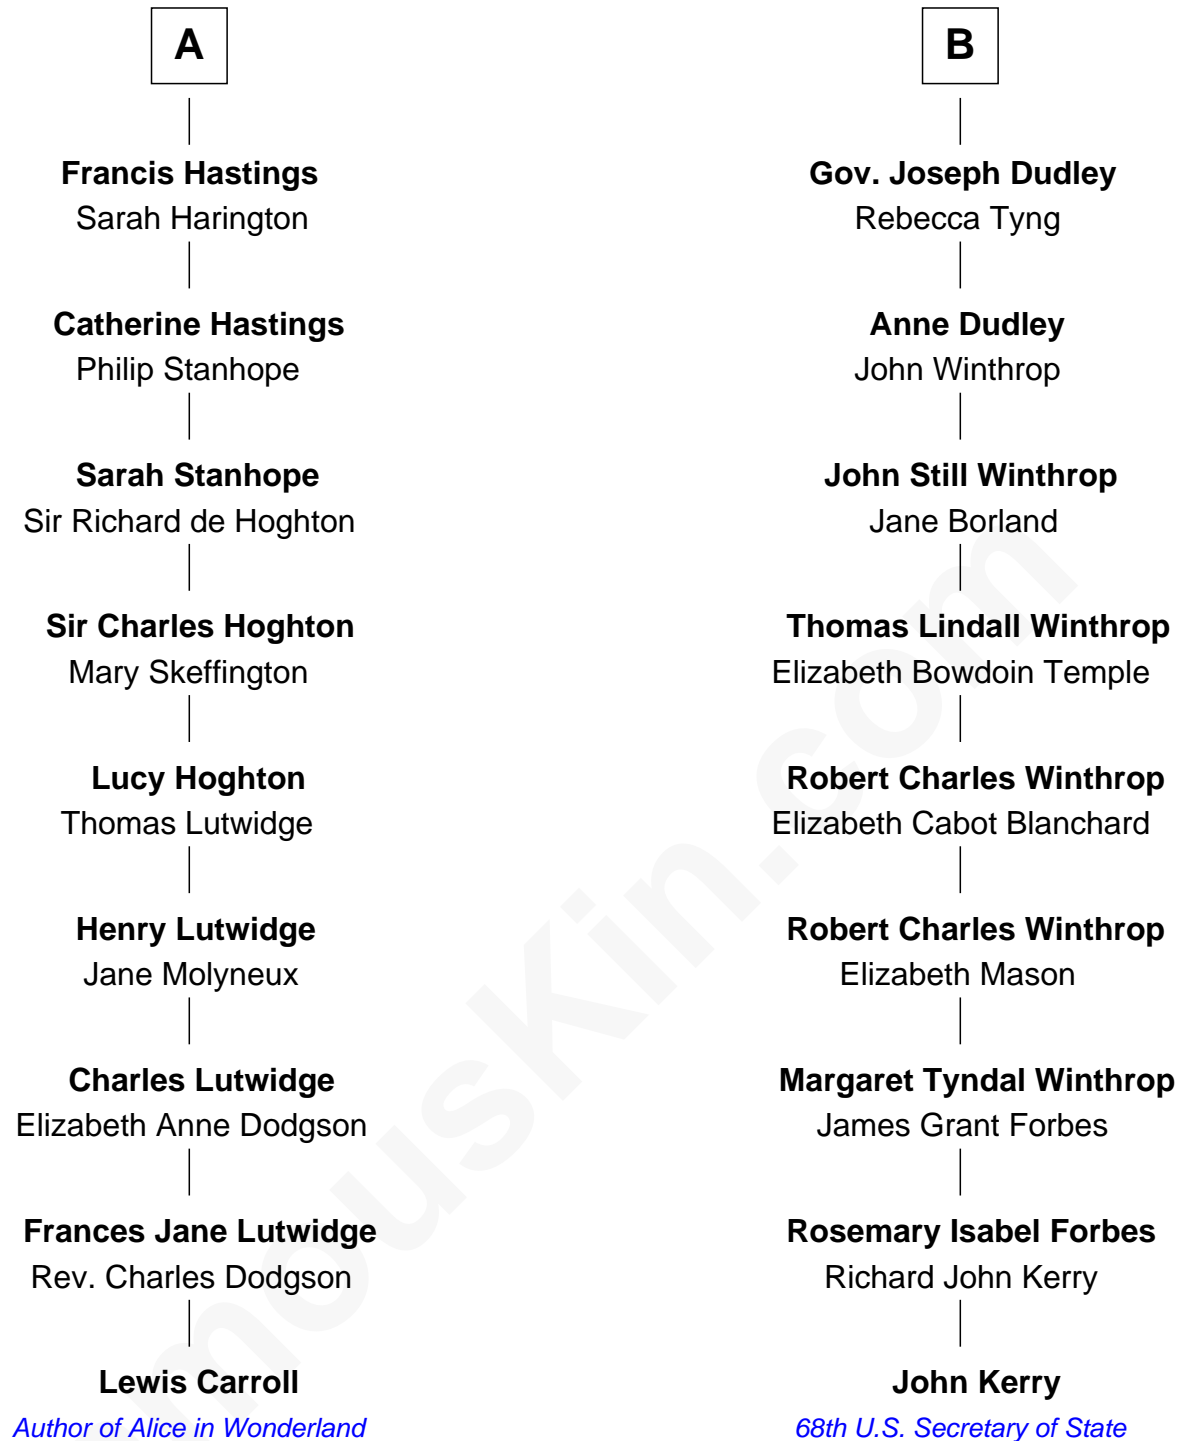 A
Francis Hastings
Sarah Harington
Catherine Hastings
Philip Stanhope
Sarah Stanhope
Sir Richard de Hoghton
Sir Charles Hoghton
Mary Skeffington
Lucy Hoghton
Thomas Lutwidge
Henry Lutwidge
Jane Molyneux
Charles Lutwidge
Elizabeth Anne Dodgson
Frances Jane Lutwidge
Rev. Charles Dodgson
Lewis Carroll
Author of Alice in Wonderland
B
Gov. Joseph Dudley
Rebecca Tyng
Anne Dudley
John Winthrop
John Still Winthrop
Jane Borland
Thomas Lindall Winthrop
Elizabeth Bowdoin Temple
Robert Charles Winthrop
Elizabeth Cabot Blanchard
Robert Charles Winthrop
Elizabeth Mason
Margaret Tyndal Winthrop
James Grant Forbes
Rosemary Isabel Forbes
Richard John Kerry
John Kerry
68th U.S. Secretary of State
mousKin.com